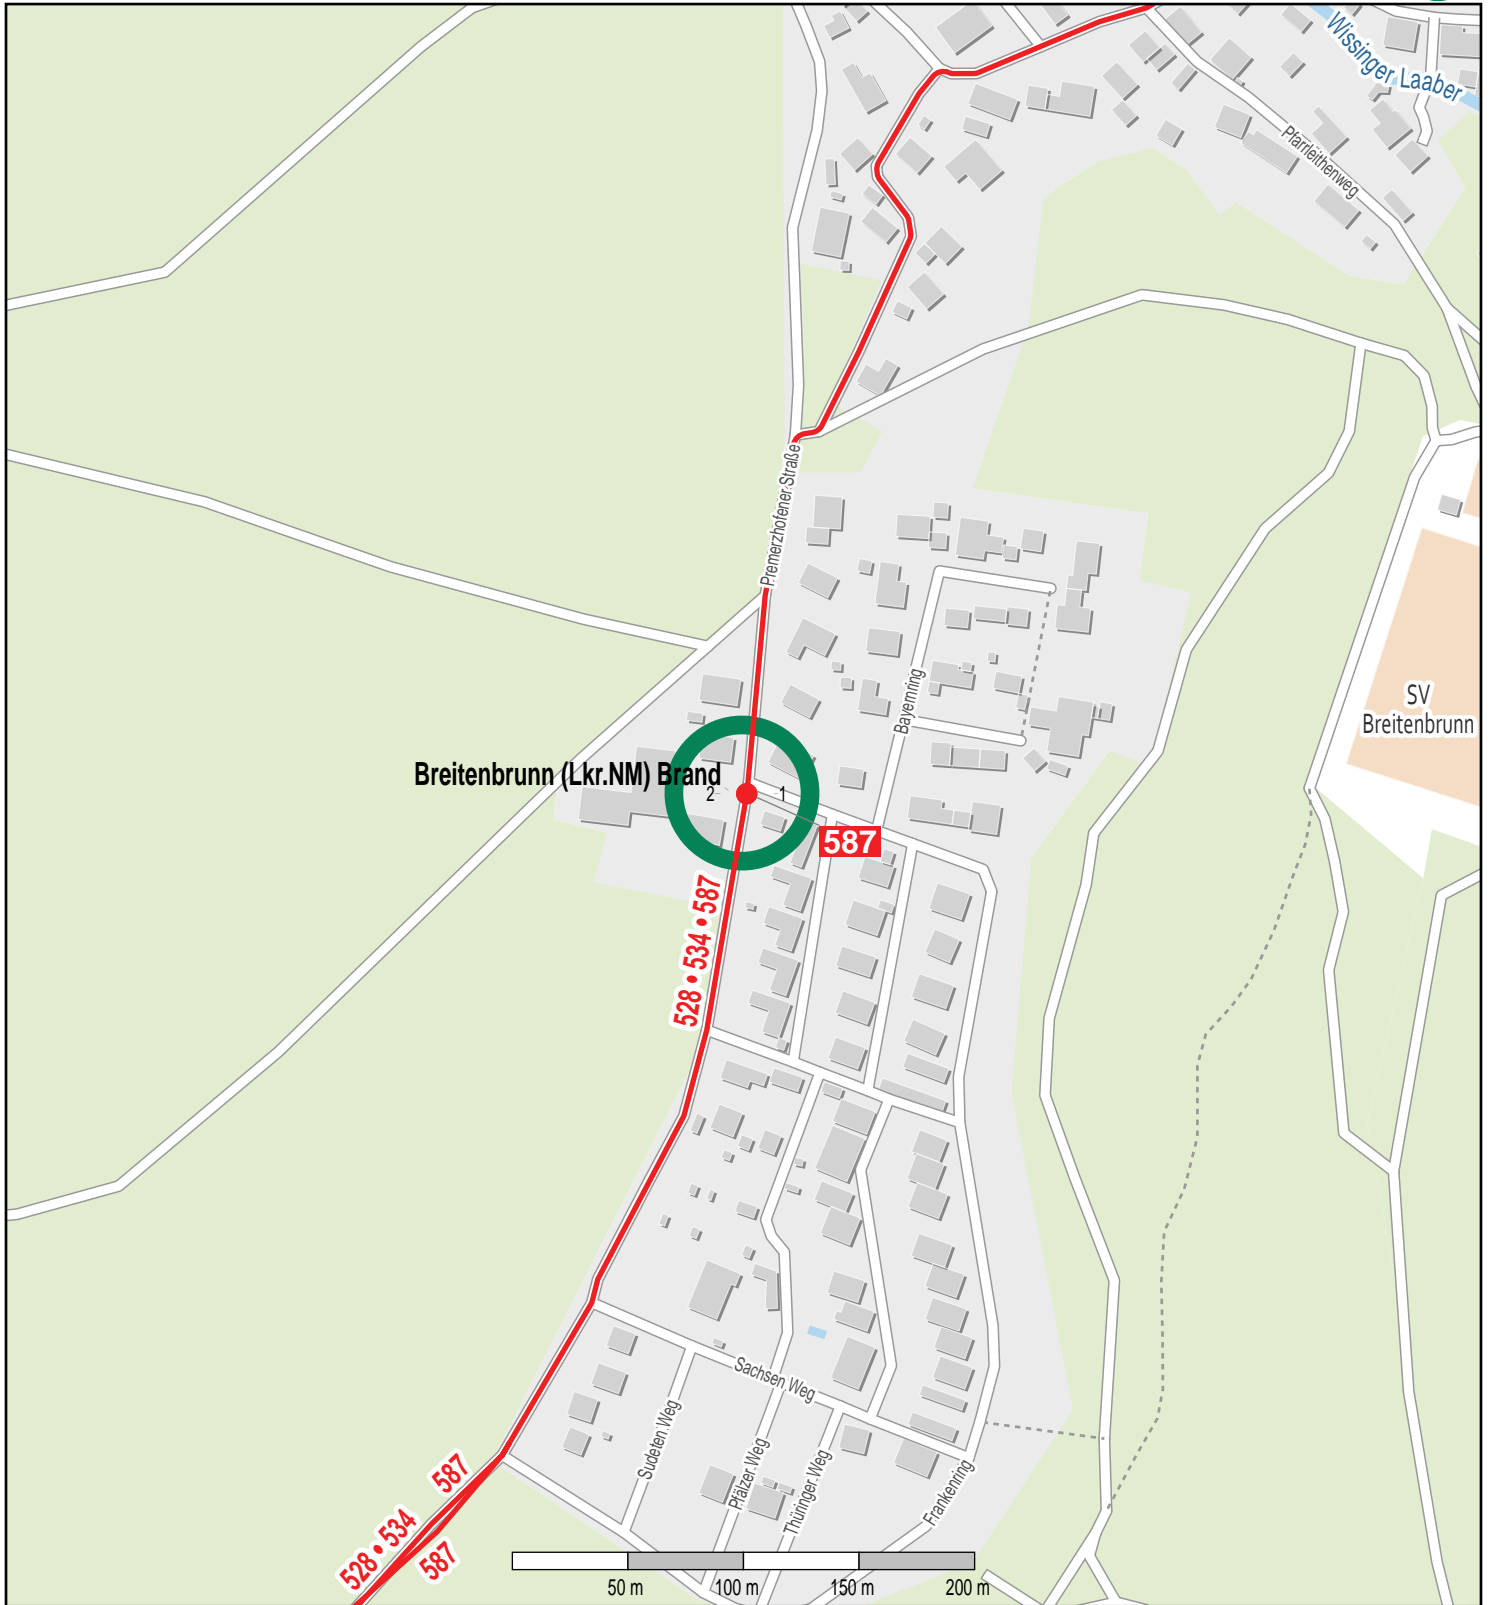 Wissinger Laaber
Pfarrleithenweg
Premerzhofener Straße
Bayernring
SV
Breitenbrunn
Breitenbrunn (Lkr.NM) Brand
2
1
587
528 • 534 • 587
Sachsen Weg
Sudeten Weg
Pfälzer Weg
Thüringer Weg
Frankenring
587
528 • 534
587
50 m
100 m
150 m
200 m